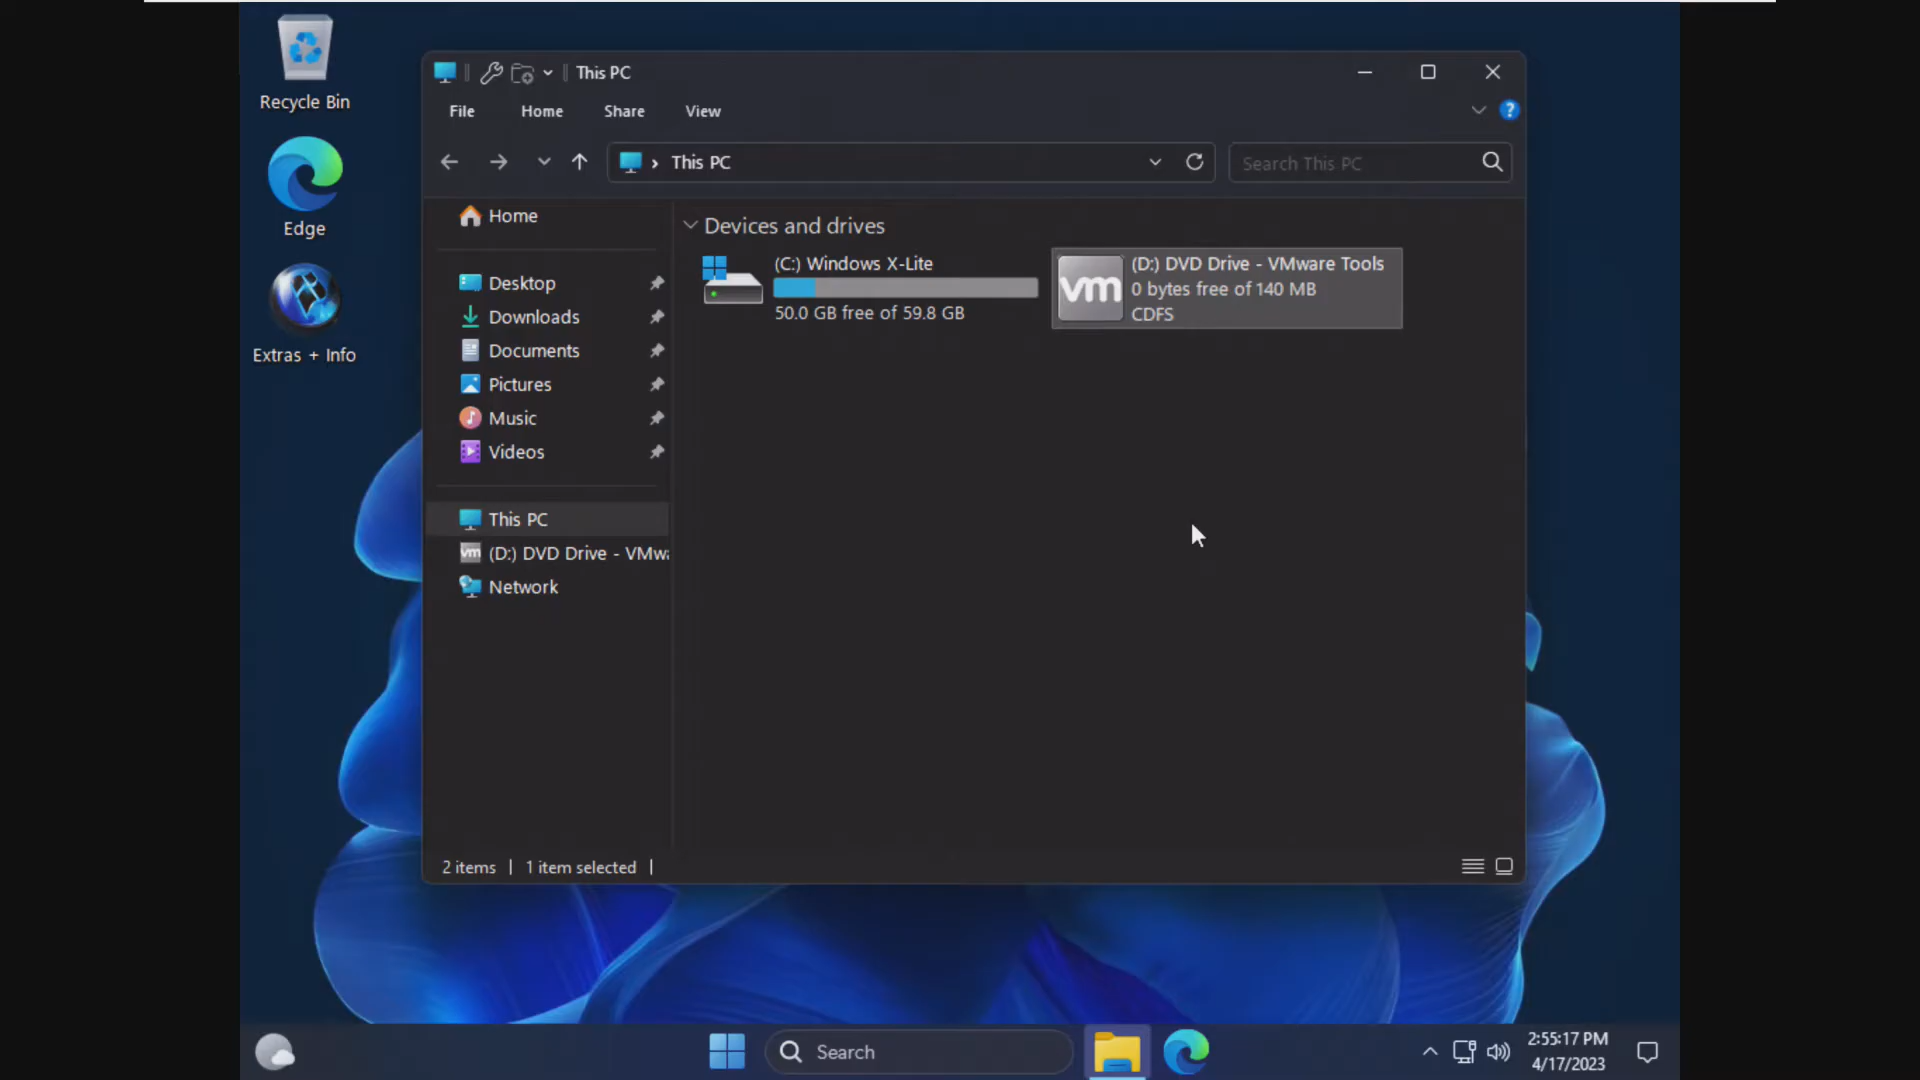 Recycle Bin
Edge
Extras + Info
This PC
File Home Share View
?
This PC
Search This PC
Home
Desktop
Downloads
Documents
Pictures
Music
Videos
This PC
(D:) DVD Drive - VMwa
Network
Devices and drives
(C:) Windows X-Lite
50.0 GB free of 59.8 GB
vm
(D:) DVD Drive - VMware Tools
0 bytes free of 140 MB
CDFS
2 items 1 item selected
Search
2:55:17 PM
4/17/2023